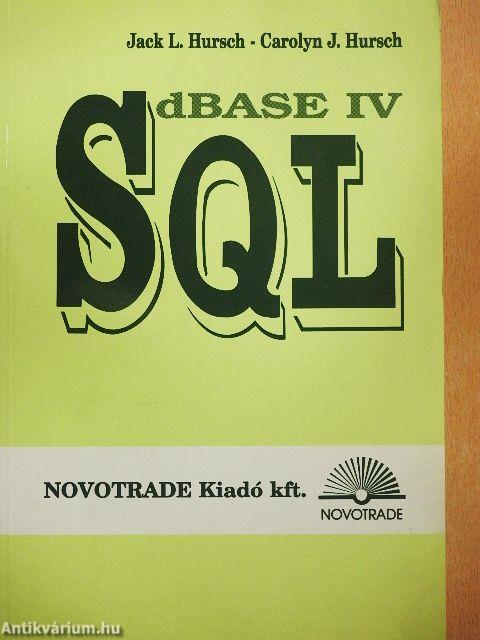 Jack L. Hursch - Carolyn J. Hursch
dBASE IV
SQL
NOVOTRADE Kiadó kft.
NOVOTRADE
Antikvárium.hu